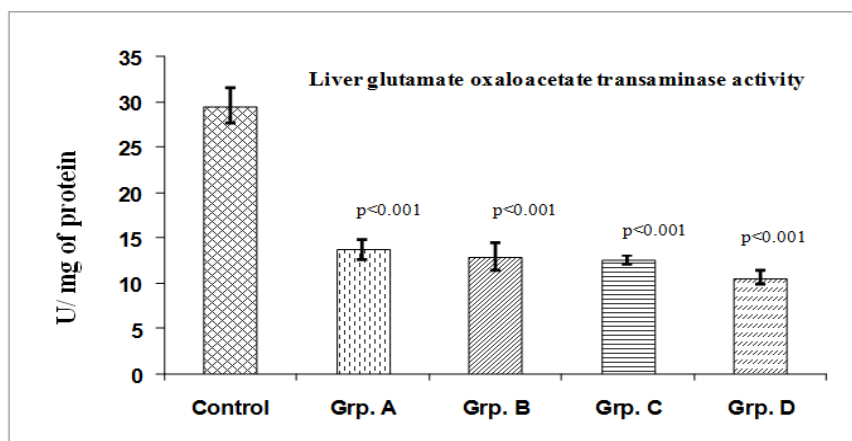 Liver glutamate oxaloacetate transaminase activity
U/ mg of protein
35
30
25
20
15
10
5
0
p<0.001
p<0.001
p<0.001
p<0.001
Control
Grp. A
Grp. B
Grp. C
Grp. D